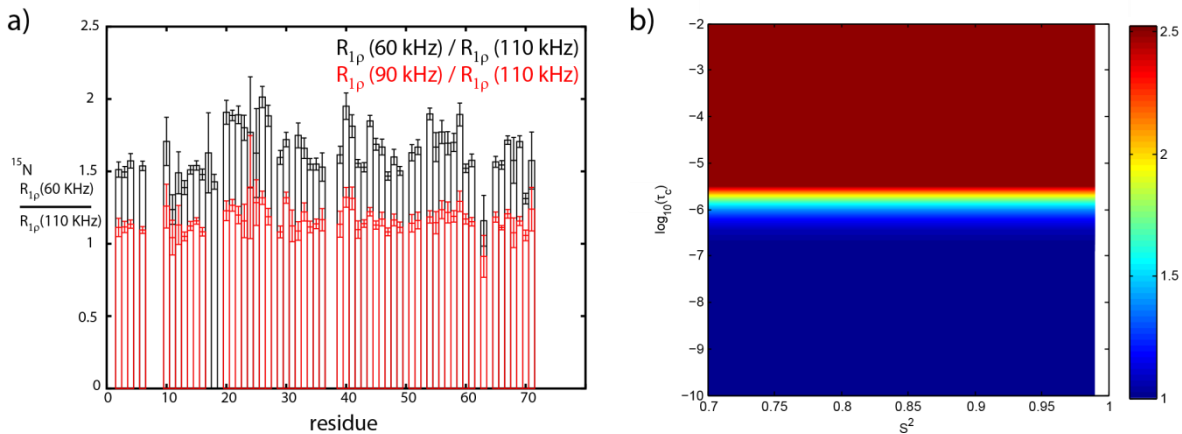 a)
2.5
2
1.5
1
0.5
0
R1ρ (60 kHz) / R1ρ (110 kHz)
R1ρ (90 kHz) / R1ρ (110 kHz)
15N
R1ρ(60 KHz)
R1ρ(110 KHz)
0 10 20 30 40 50 60 70
residue
b)
-2
-3
-4
-5
-6
-7
-8
-9
-10
log10(τc)
0.7 0.75 0.8 0.85 0.9 0.95 1
S2
2.5
2
1.5
1